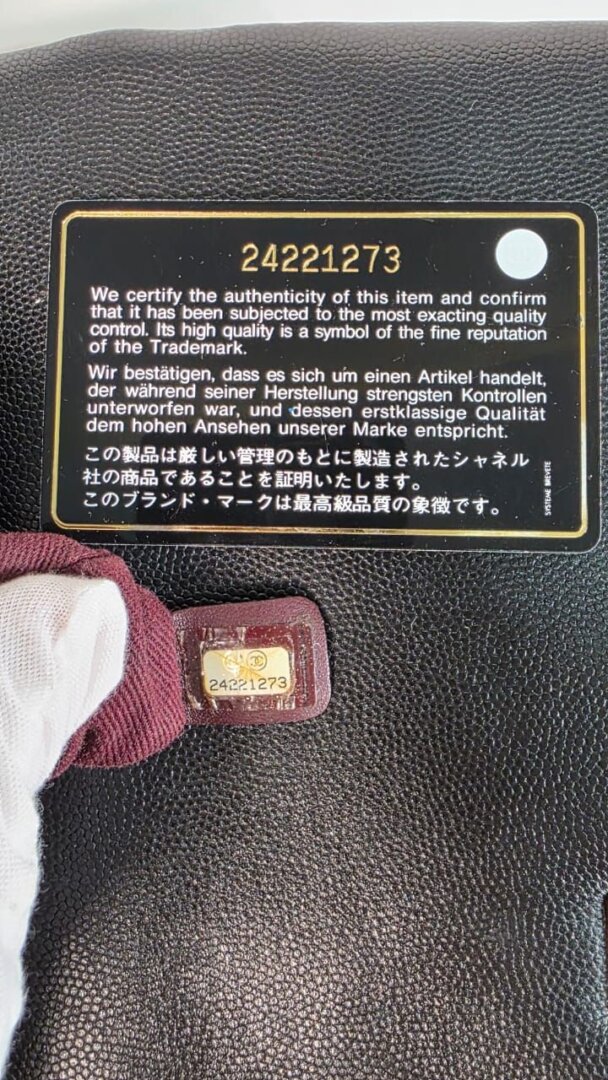 24221273
We certify the authenticity of this item and confirm
that it has been subjected to the most exacting quality
control. Its high quality is a symbol of the fine reputation
of the Trademark.
Wir bestätigen, dass es sich um einen Artikel handelt,
der während seiner Herstellung strengsten Kontrollen
unterworfen war, und dessen erstklassige Qualität
dem hohen Ansehen unserer Marke entspricht.
この製品は厳しい管理のもとに製造されたシャネル
社の商品であることを証明いたします。
このブランド・マークは最高級品質の象徴です。
SYSTEME BREVETE
24221273